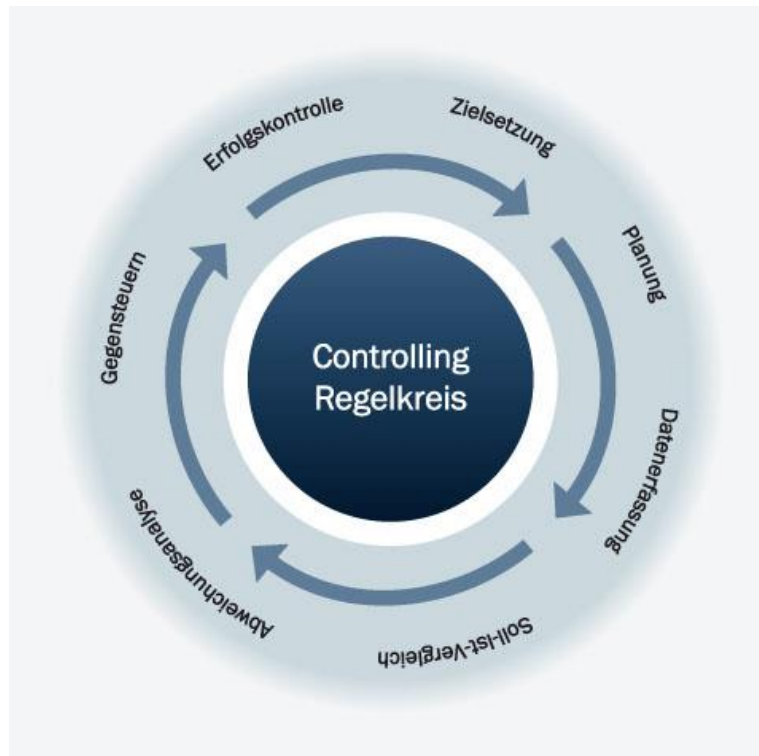 Zielsetzung
Planung
Datenerfassung
Soll-Ist-Vergleich
Abweichungsanalyse
Gegensteuern
Erfolgskontrolle
Controlling
Regelkreis